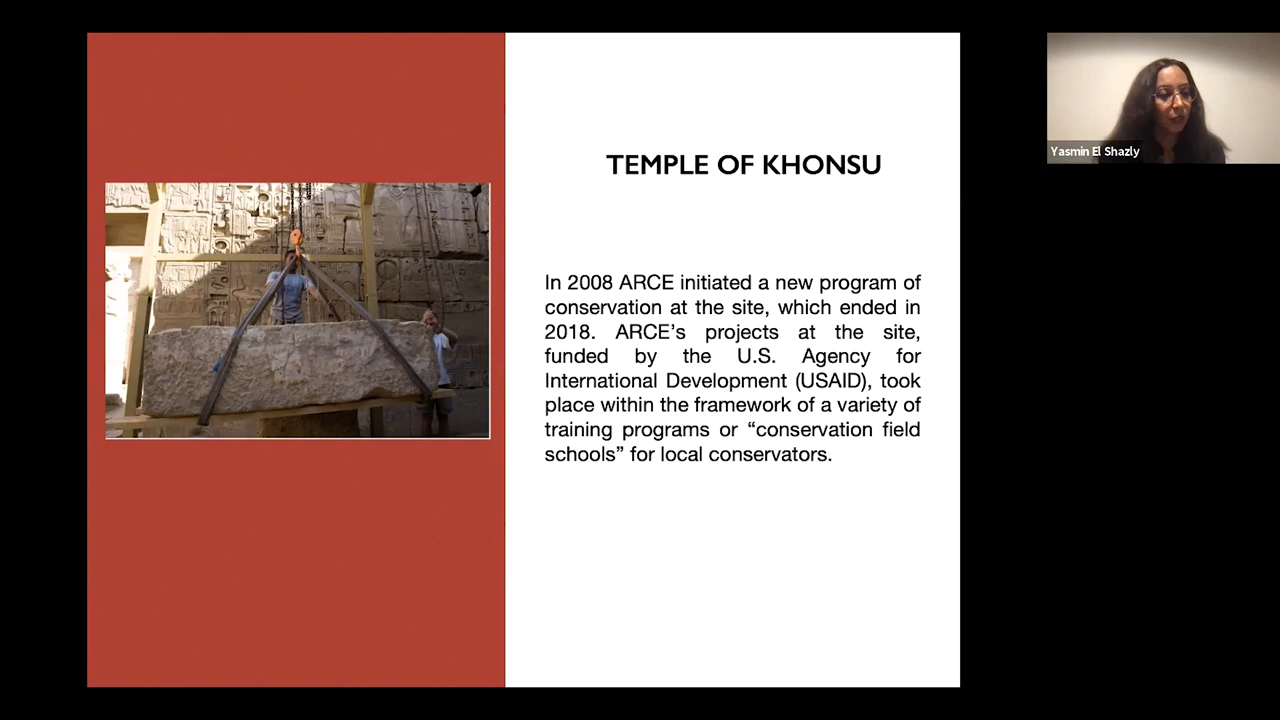 TEMPLE OF KHONSU
In 2008 ARCE initiated a new program of
conservation at the site, which ended in
2018. ARCE’s projects at the site,
funded by the U.S. Agency for
International Development (USAID), took
place within the framework of a variety of
training programs or “conservation field
schools” for local conservators.
Yasmin El Shazly